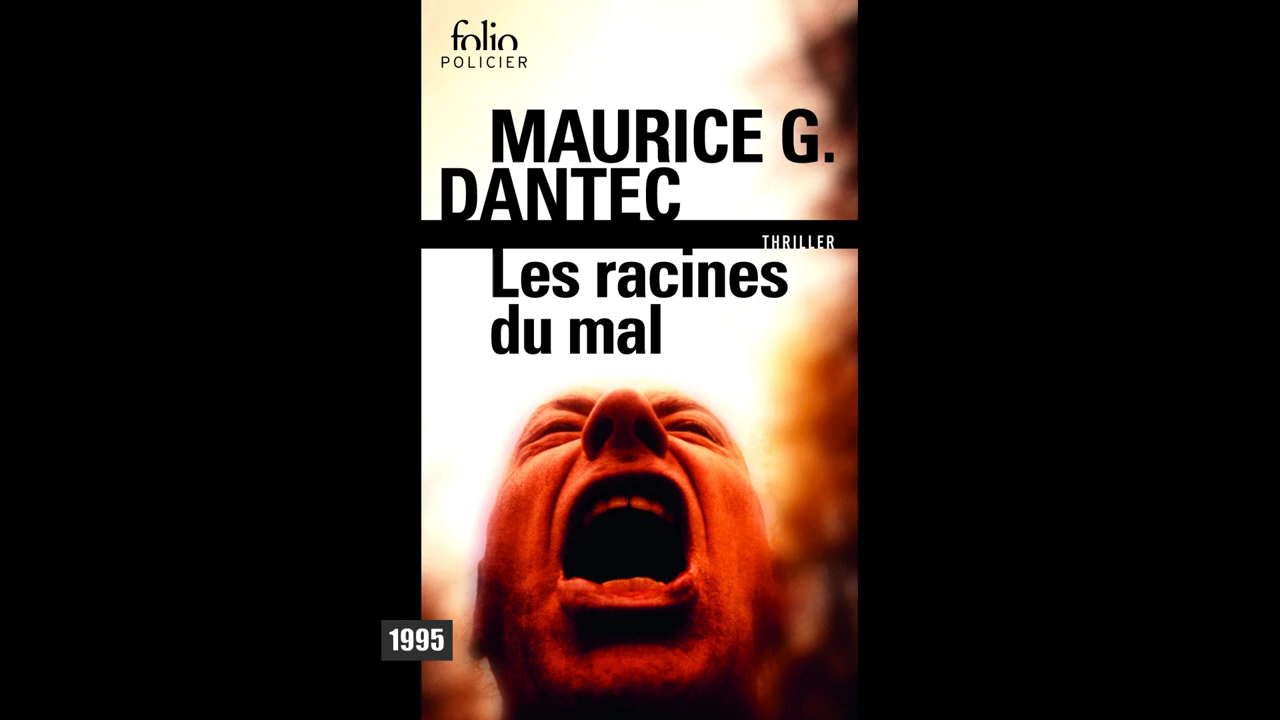 folio
POLICIER
MAURICE G.
DANTEC
THRILLER
Les racines
du mal
1995